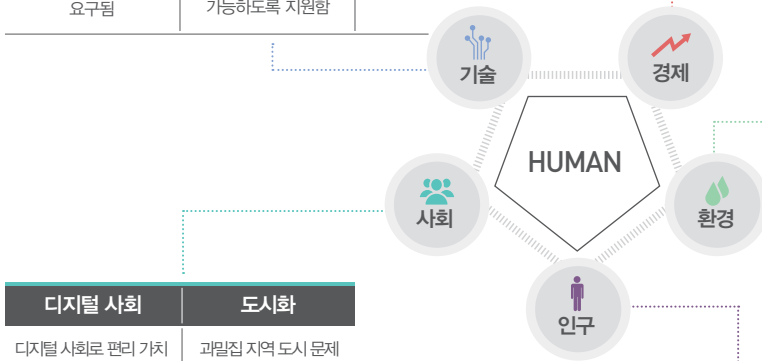 요구됨
가능하도록 지원함
기술
경제
HUMAN
사회
환경
인구
디지털 사회
도시화
디지털 사회로 편리 가치
과밀집 지역 도시 문제